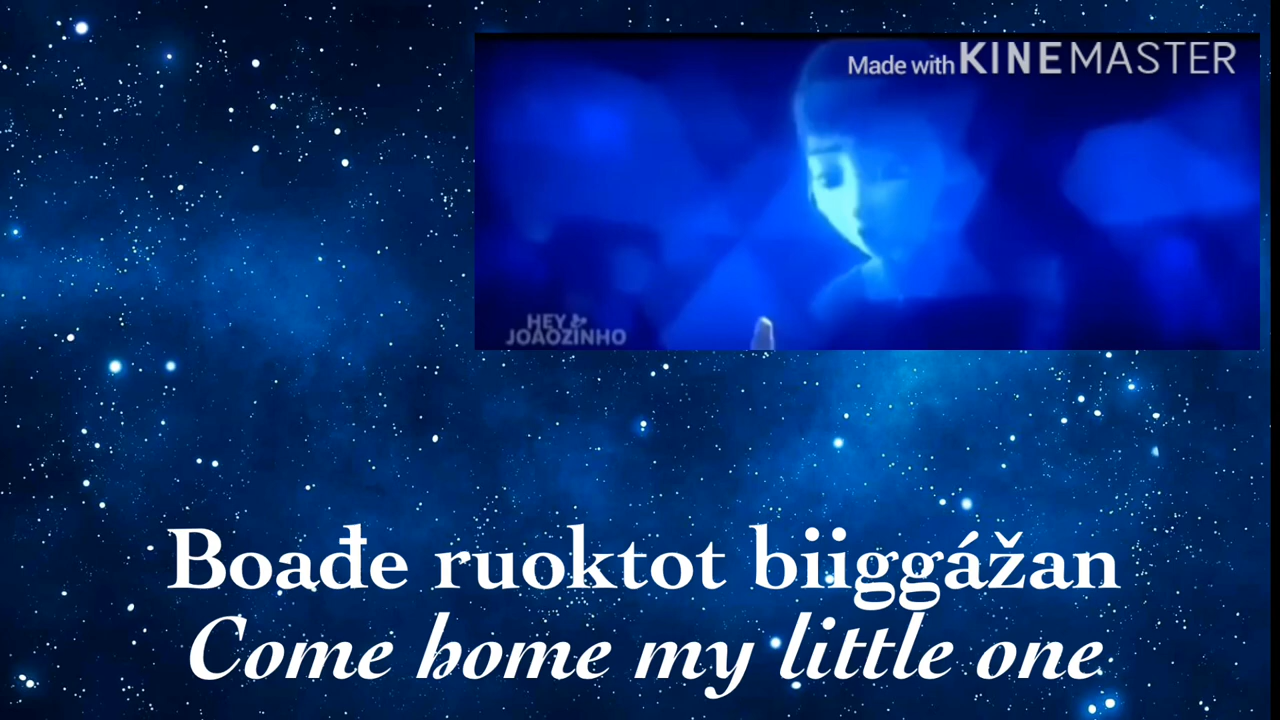 Made with KINEMASTER
HEY
JOAOZINHO
Boađe ruoktot biiggážan
Come home my little one